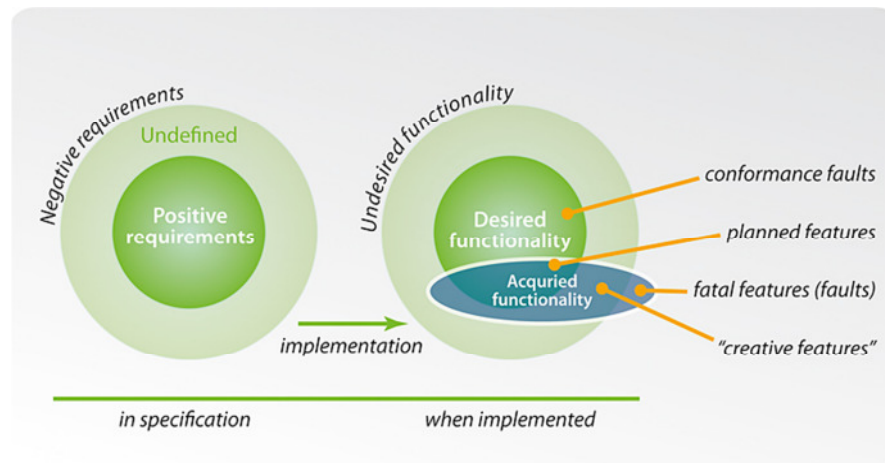 Negative requirements
Undefined
Positive
requirements
Undesired functionality
Desired
functionality
Acquried
functionality
conformance faults
planned features
fatal features (faults)
"creative features"
implementation
in specification
when implemented